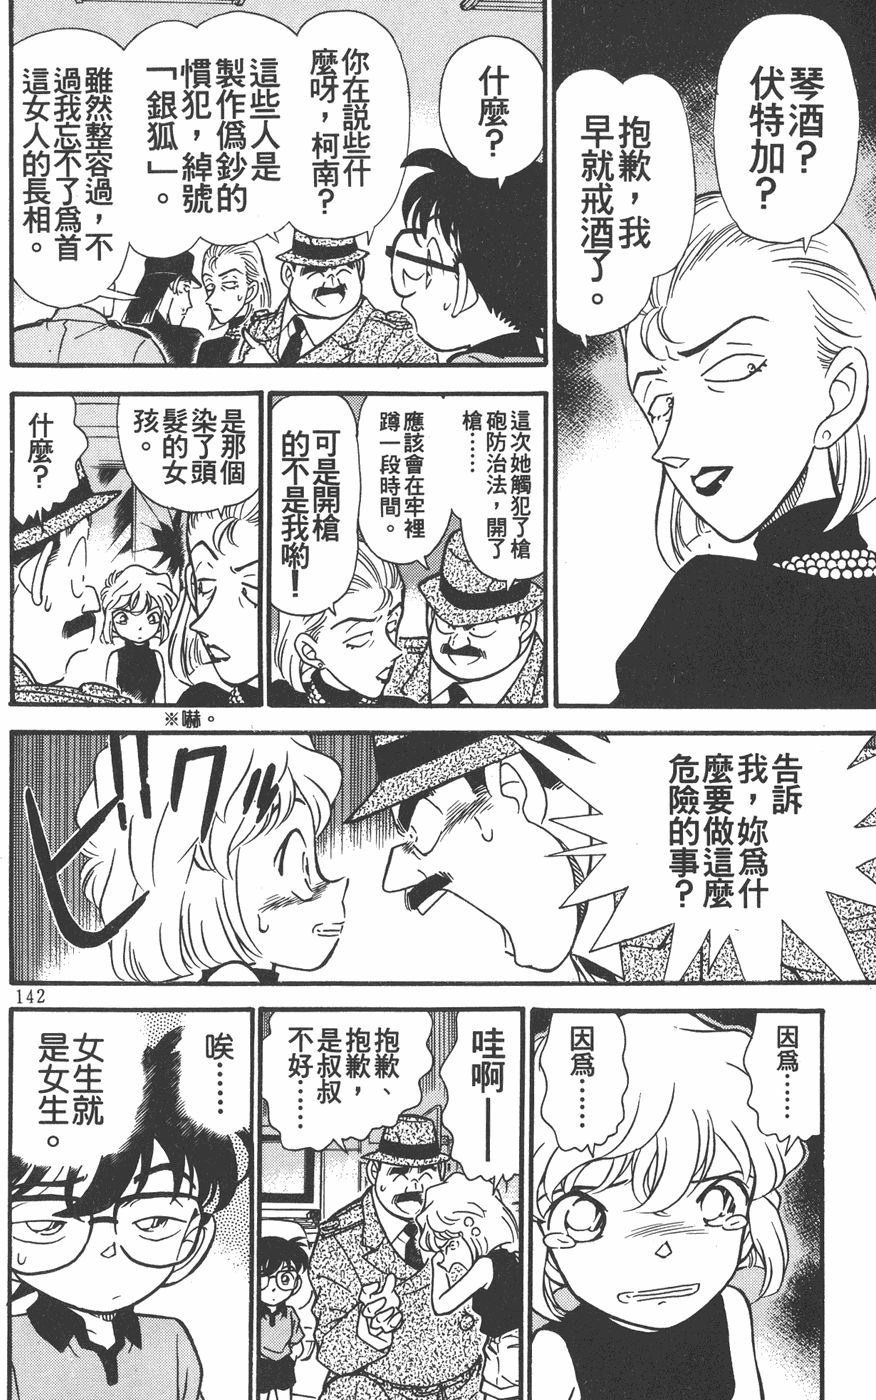 琴酒？
伏特加？
抱歉，我
早就戒酒了。
什麼？
你在說些什
麼呀，柯南？
這些人是
製作偽鈔的
慣犯，綽號
「銀狐」。
雖然整容過，不
過我忘不了爲首
這女人的長相。
這次她觸犯了槍
砲防治法，開了
槍……
應該會在牢裡
蹲一段時間。
可是開槍
的不是我喲！
是那個
染了頭
髮的女
孩。
什麼？
※嚇。
告訴
我，妳爲什
麼要做這麼
危險的事？
ビクッ
142
因爲……
因爲……
哇啊—
抱歉、
抱歉，
是叔叔
不好……
唉……
女生就
是女生。